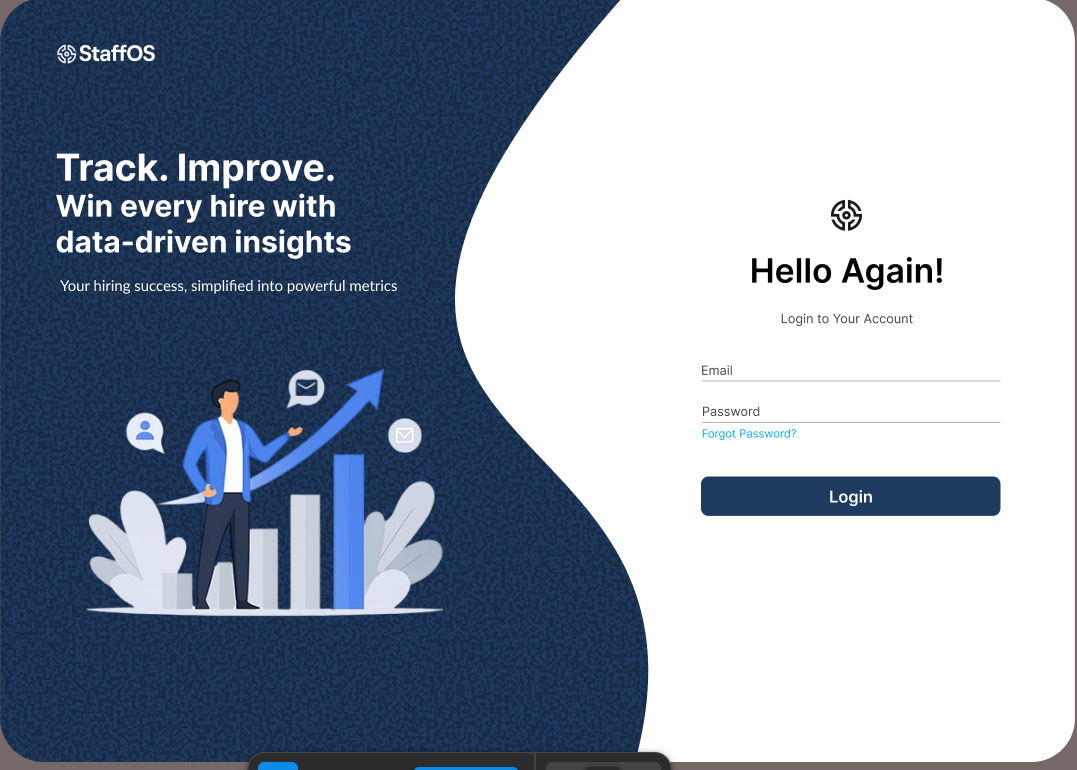 StaffOS
Track. Improve.
Win every hire with
data-driven insights
Your hiring success, simplified into powerful metrics
Hello Again!
Login to Your Account
Email
Password
Forgot Password?
Login